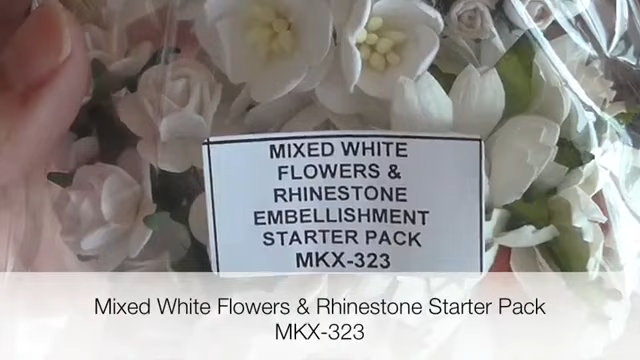 MIXED WHITE
FLOWERS &
RHINESTONE
EMBELLISHMENT
STARTER PACK
MKX-323
Mixed White Flowers & Rhinestone Starter Pack
MKX-323